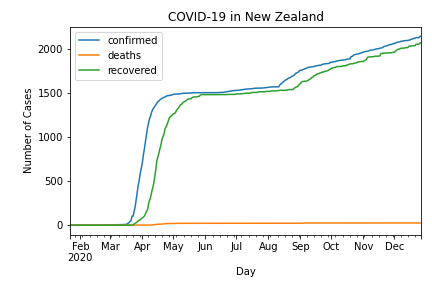 COVID-19 in New Zealand
confirmed
deaths
recovered
Number of Cases
2000
1500
1000
500
0
Feb Mar Apr May Jun Jul Aug Sep Oct Nov Dec
2020
Day